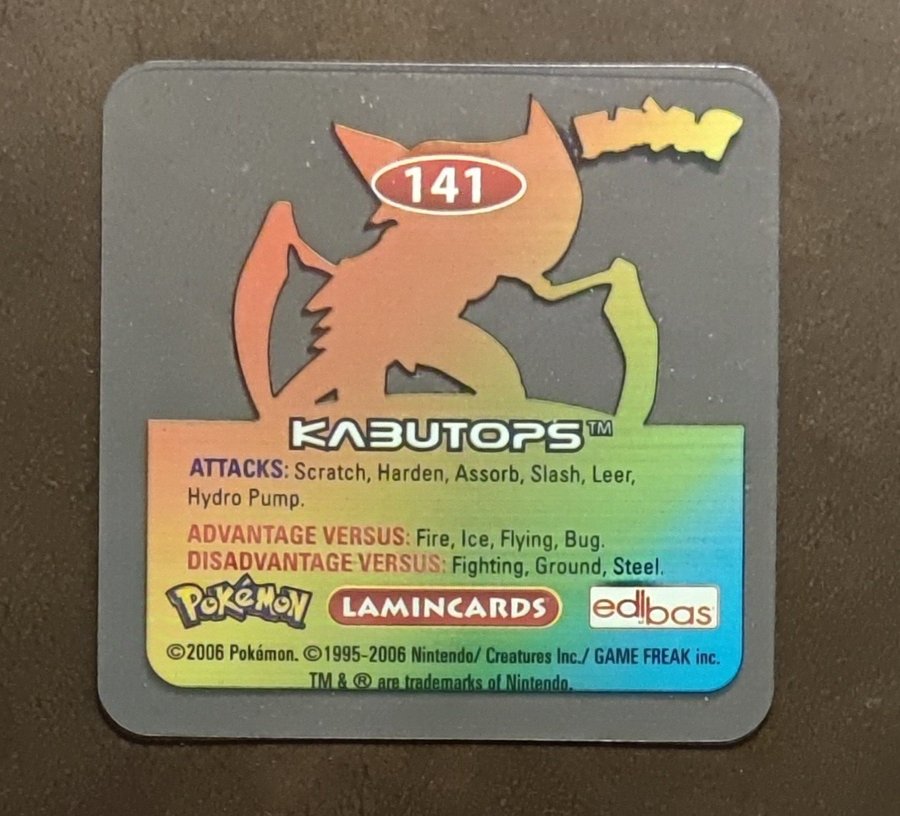 141
KABUTOPS™
ATTACKS: Scratch, Harden, Assorb, Slash, Leer,
Hydro Pump.
ADVANTAGE VERSUS: Fire, Ice, Flying, Bug.
DISADVANTAGE VERSUS: Fighting, Ground, Steel.
POKéMON LAMINCARDS edibas
©2006 Pokémon. ©1995-2006 Nintendo/ Creatures Inc./ GAME FREAK inc.
TM & ® are trademarks of Nintendo.